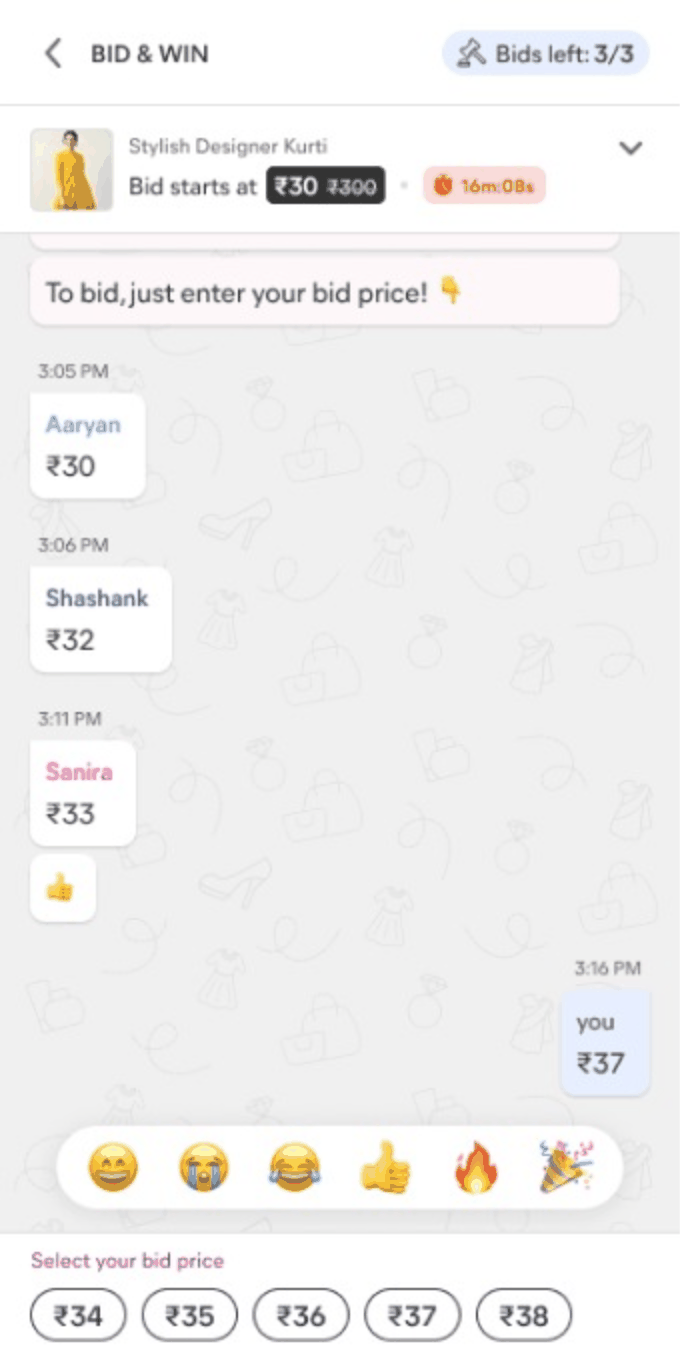 BID & WIN
Bids left: 3/3
Stylish Designer Kurti
Bid starts at ₹30 ₹300 • 16m:08s
To bid,just enter your bid price! 👇
3:05 PM
Aaryan
₹30
3:06 PM
Shashank
₹32
3:11 PM
Sanira
₹33
👍
3:16 PM
you
₹37
Select your bid price
₹34 ₹35 ₹36 ₹37 ₹38